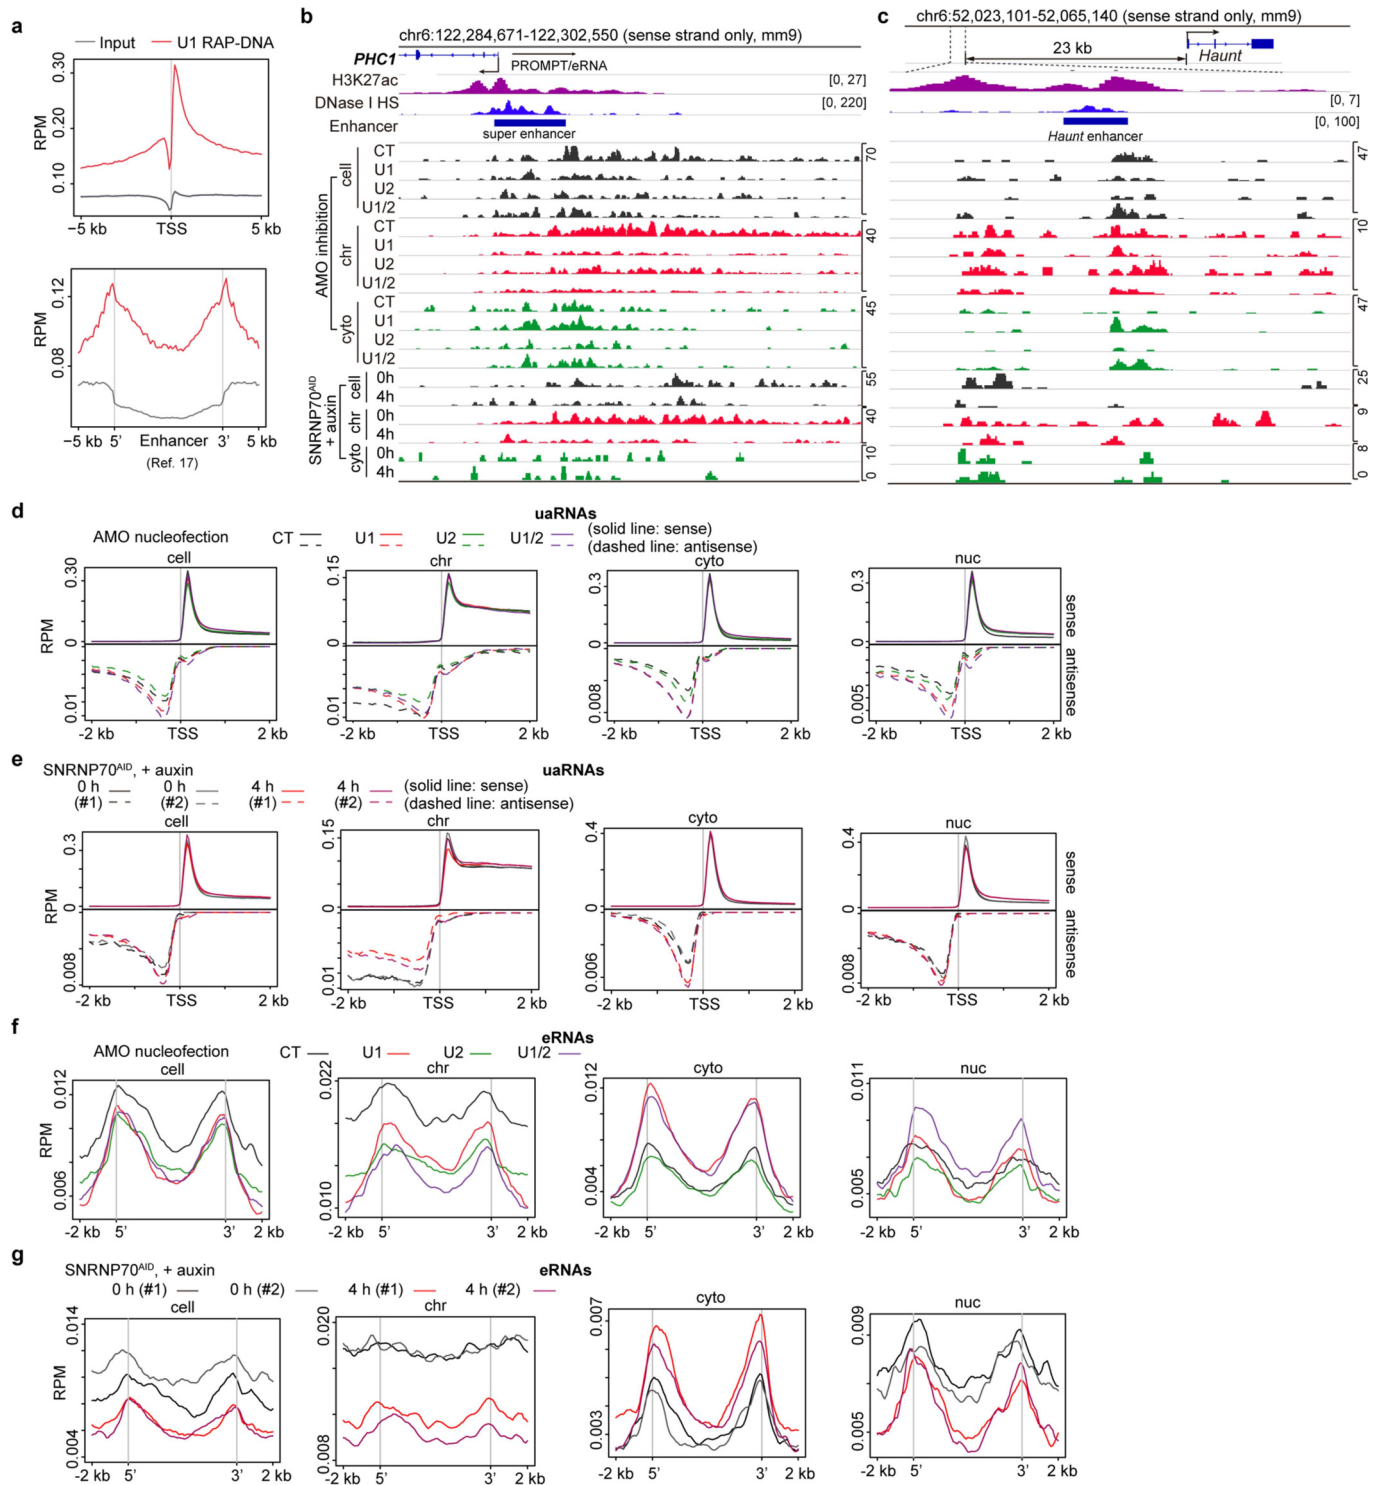 a
Input
U1 RAP-DNA
0.30
0.20
0.10
RPM
−5 kb
TSS
5 kb
0.12
0.08
RPM
−5 kb
5'
Enhancer
3'
5 kb
(Ref. 17)
b
chr6:122,284,671-122,302,550 (sense strand only, mm9)
PHC1
PROMPT/eRNA
H3K27ac
[0, 27]
DNase I HS
[0, 220]
Enhancer
super enhancer
AMO inhibition
cell
CT
U1
U2
U1/2
70
chr
CT
U1
U2
U1/2
40
cyto
CT
U1
U2
U1/2
45
SNRNP70AID
+ auxin
cell
0h
4h
55
chr
0h
4h
40
cyto
0h
4h
10
0
c
chr6:52,023,101-52,065,140 (sense strand only, mm9)
23 kb
Haunt
[0, 7]
[0, 100]
Haunt enhancer
47
10
47
25
9
8
0
d
uaRNAs
AMO nucleofection
CT
U1
U2
U1/2
(solid line: sense)
(dashed line: antisense)
cell
chr
cyto
nuc
RPM
0.30
0
0.01
-2 kb
TSS
2 kb
0.15
0
0.01
-2 kb
TSS
2 kb
0.3
0
0.008
-2 kb
TSS
2 kb
0.3
0
0.005
-2 kb
TSS
2 kb
sense
antisense
e
SNRNP70AID, + auxin
uaRNAs
0 h
(#1)
0 h
(#2)
4 h
(#1)
4 h
(#2)
(solid line: sense)
(dashed line: antisense)
cell
chr
cyto
nuc
RPM
0.3
0
0.008
-2 kb
TSS
2 kb
0.15
0
0.01
-2 kb
TSS
2 kb
0.4
0
0.006
-2 kb
TSS
2 kb
0.4
0
0.008
-2 kb
TSS
2 kb
sense
antisense
f
eRNAs
AMO nucleofection
CT
U1
U2
U1/2
cell
chr
cyto
nuc
RPM
0.012
0.006
-2 kb
5'
3'
2 kb
0.022
0.010
-2 kb
5'
3'
2 kb
0.012
0.004
-2 kb
5'
3'
2 kb
0.011
0.005
-2 kb
5'
3'
2 kb
g
SNRNP70AID, + auxin
eRNAs
0 h (#1)
0 h (#2)
4 h (#1)
4 h (#2)
cell
chr
cyto
nuc
RPM
0.014
0.004
-2 kb
5'
3'
2 kb
0.020
0.008
-2 kb
5'
3'
2 kb
0.007
0.003
-2 kb
5'
3'
2 kb
0.009
0.005
-2 kb
5'
3'
2 kb